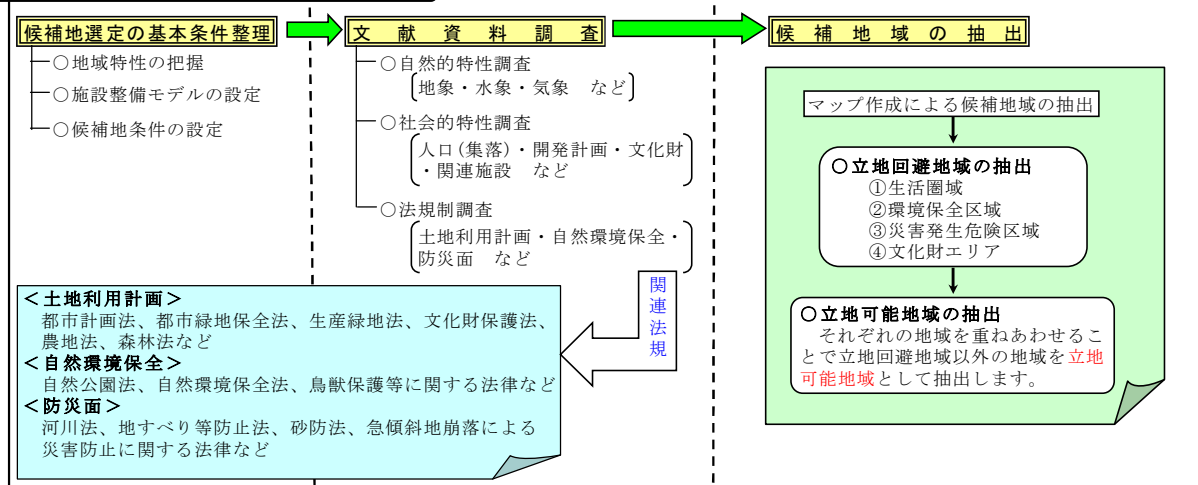 候補地選定の基本条件整理
○地域特性の把握
○施設整備モデルの設定
○候補地条件の設定
文献資料調査
○自然的特性調査
地象・水象・気象　など
○社会的特性調査
人口(集落)・開発計画・文化財
・関連施設　など
○法規制調査
土地利用計画・自然環境保全・
防災面　など
関連法規
＜土地利用計画＞
都市計画法、都市緑地保全法、生産緑地法、文化財保護法、
農地法、森林法など
＜自然環境保全＞
自然公園法、自然環境保全法、鳥獣保護等に関する法律など
＜防災面＞
河川法、地すべり等防止法、砂防法、急傾斜地崩落による
災害防止に関する法律など
候補地域の抽出
マップ作成による候補地域の抽出
○立地回避地域の抽出
①生活圏域
②環境保全区域
③災害発生危険区域
④文化財エリア
○立地可能地域の抽出
それぞれの地域を重ねあわせるこ
とで立地回避地域以外の地域を立地
可能地域として抽出します。